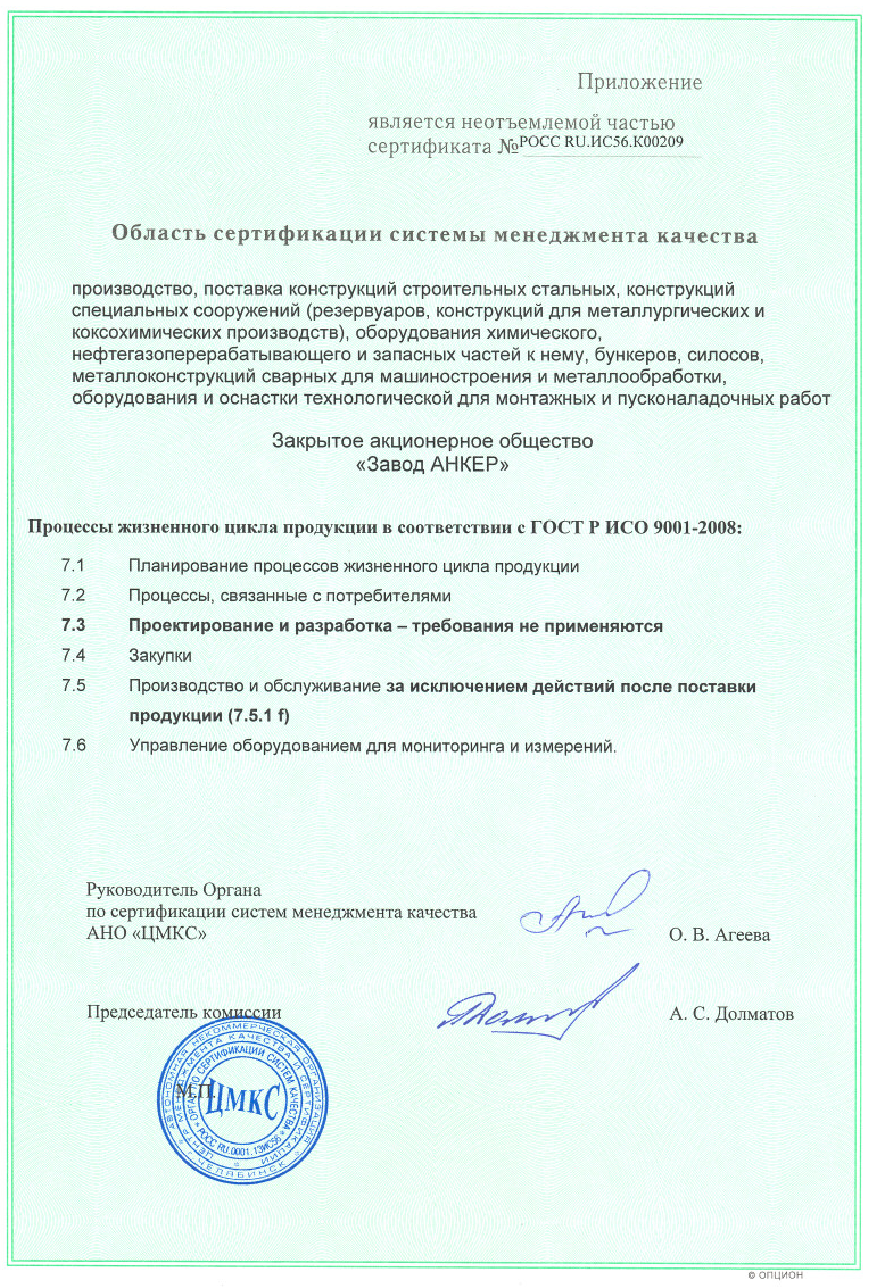 Приложение
является неотъемлемой частью
сертификата № РОСС RU.ИС56.К00209
Область сертификации системы менеджмента качества
производство, поставка конструкций строительных стальных, конструкций
специальных сооружений (резервуаров, конструкций для металлургических и
коксохимических производств), оборудования химического,
нефтегазоперерабатывающего и запасных частей к нему, бункеров, силосов,
металлоконструкций сварных для машиностроения и металлообработки,
оборудования и оснастки технологической для монтажных и пусконаладочных работ
Закрытое акционерное общество
«Завод АНКЕР»
Процессы жизненного цикла продукции в соответствии с ГОСТ Р ИСО 9001-2008:
7.1 Планирование процессов жизненного цикла продукции
7.2 Процессы, связанные с потребителями
7.3 Проектирование и разработка – требования не применяются
7.4 Закупки
7.5 Производство и обслуживание за исключением действий после поставки
продукции (7.5.1 f)
7.6 Управление оборудованием для мониторинга и измерений.
Руководитель Органа
по сертификации систем менеджмента качества
АНО «ЦМКС»
О. В. Агеева
Председатель комиссии
А. С. Долматов
АВТОНОМНАЯ НЕКОММЕРЧЕСКАЯ ОРГАНИЗАЦИЯ
ЦЕНТР МЕНЕДЖМЕНТА КАЧЕСТВА И СЕРТИФИКАЦИИ
ОРГАН ПО СЕРТИФИКАЦИИ СИСТЕМ КАЧЕСТВА
М.П.
ЦМКС
РОСС RU.0001.13ИС56
г. ЧЕЛЯБИНСК
© ОПЦИОН